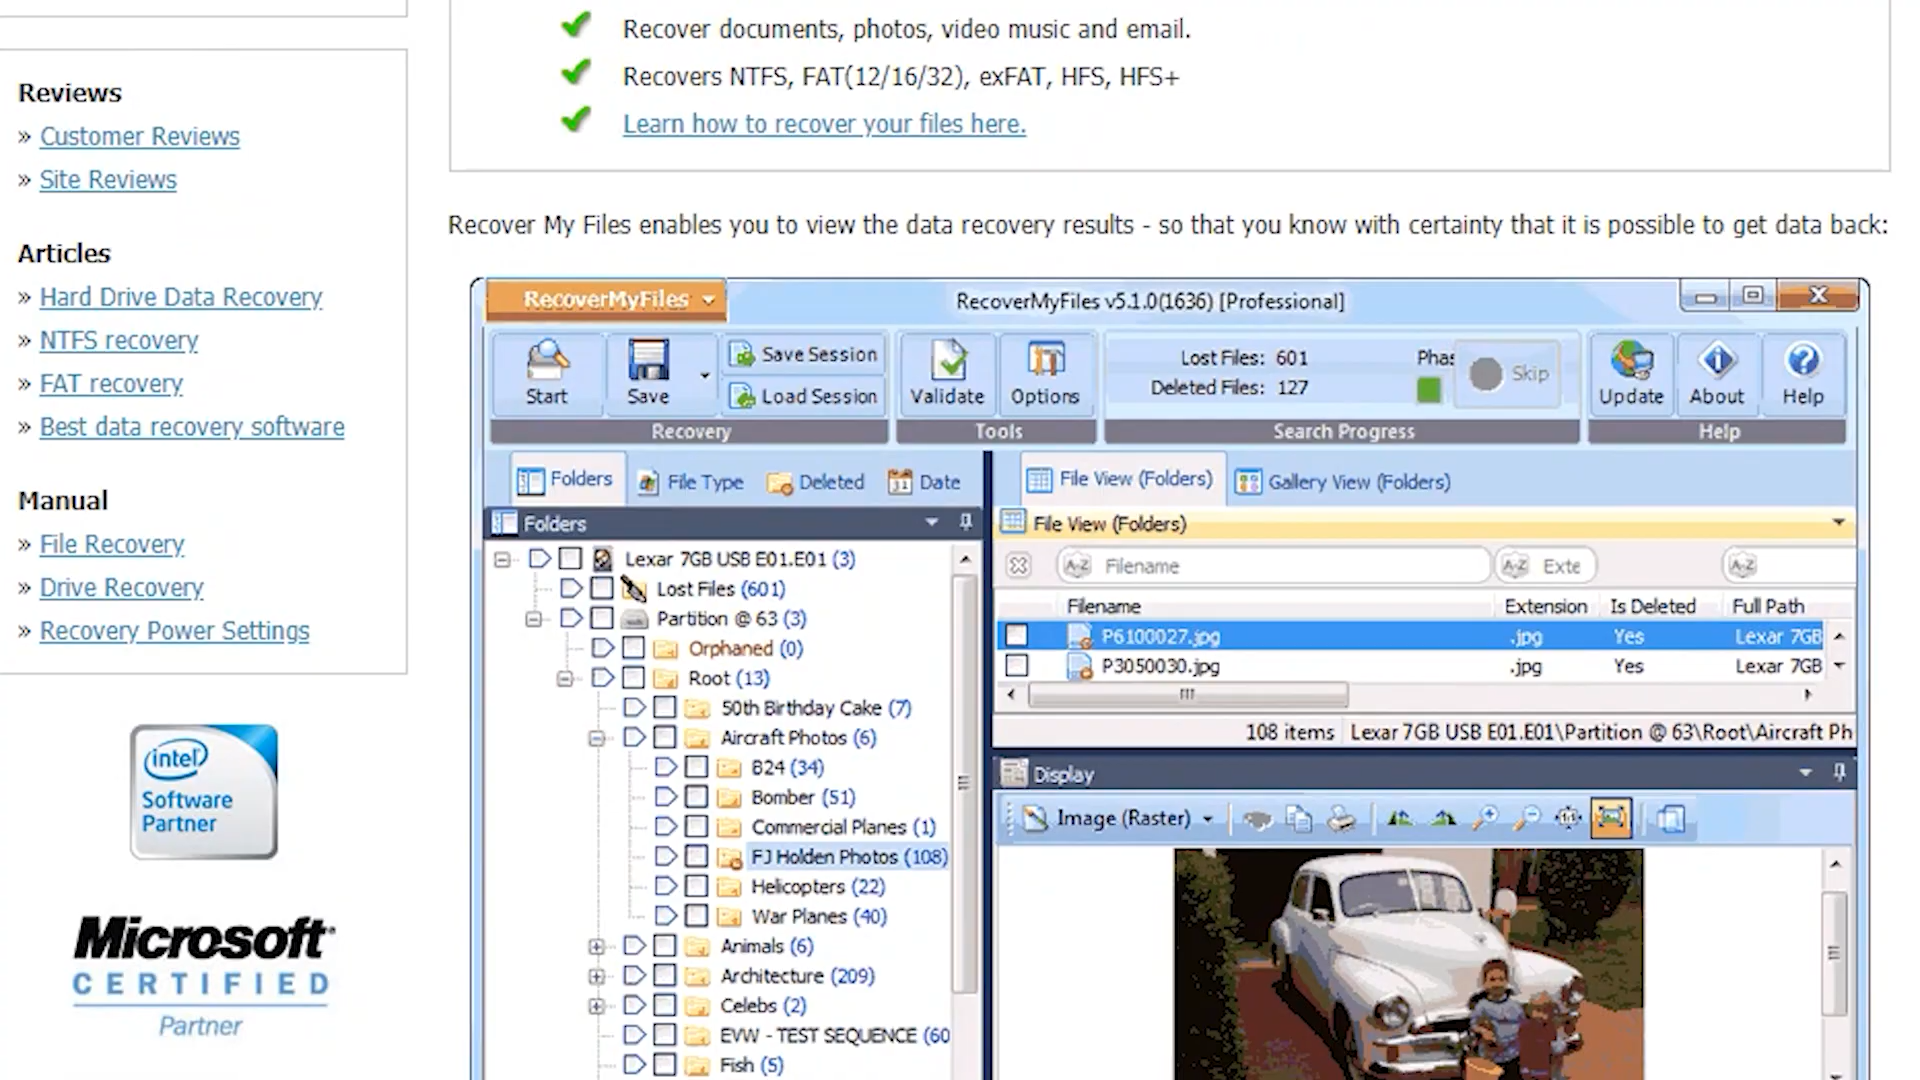 Recover documents, photos, video music and email.
Recovers NTFS, FAT(12/16/32), exFAT, HFS, HFS+
Learn how to recover your files here.
Reviews
» Customer Reviews
» Site Reviews
Articles
» Hard Drive Data Recovery
» NTFS recovery
» FAT recovery
» Best data recovery software
Manual
» File Recovery
» Drive Recovery
» Recovery Power Settings
intel
Software
Partner
Microsoft
CERTIFIED
Partner
Recover My Files enables you to view the data recovery results - so that you know with certainty that it is possible to get data back:
RecoverMyFiles
RecoverMyFiles v5.1.0(1636) [Professional]
Start
Save
Save Session
Load Session
Recovery
Validate
Options
Tools
Lost Files: 601
Deleted Files: 127
Phas
Skip
Search Progress
Update
About
Help
Help
Folders
File Type
Deleted
Date
Folders
Lexar 7GB USB E01.E01 (3)
Lost Files (601)
Partition @ 63 (3)
Orphaned (0)
Root (13)
50th Birthday Cake (7)
Aircraft Photos (6)
B24 (34)
Bomber (51)
Commercial Planes (1)
FJ Holden Photos (108)
Helicopters (22)
War Planes (40)
Animals (6)
Architecture (209)
Celebs (2)
EVW - TEST SEQUENCE (60
Fish (5)
File View (Folders)
Gallery View (Folders)
File View (Folders)
A-Z Filename
A-Z Exte
A-Z
Filename Extension Is Deleted Full Path
P6100027.jpg .jpg Yes Lexar 7GB
P3050030.jpg .jpg Yes Lexar 7GB
108 items Lexar 7GB USB E01.E01\Partition @ 63\Root\Aircraft Ph
Display
Image (Raster)